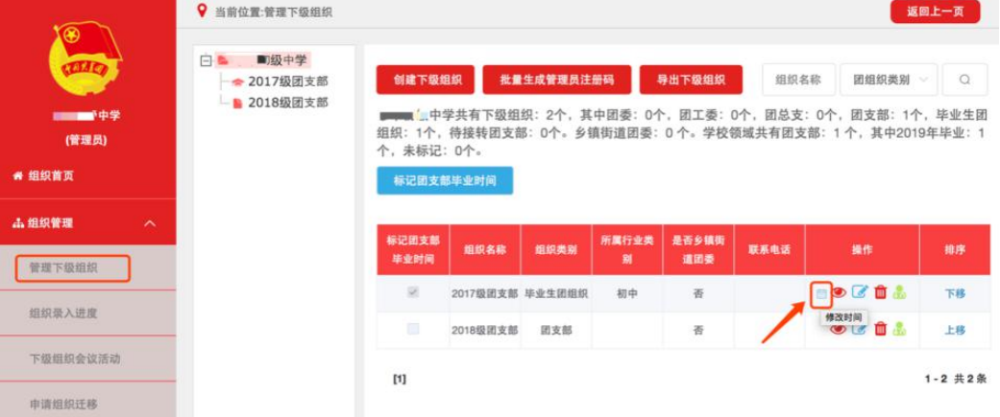 当前位置:管理下级组织
返回上一页
中学
(管理员)
组织首页
组织管理
管理下级组织
组织录入进度
下级组织会议活动
申请组织迁移
级中学
2017级团支部
2018级团支部
创建下级组织 批量生成管理员注册码 导出下级组织 组织名称 团组织类别
中学共有下级组织：2个，其中团委：0个，团工委：0个，团总支：0个，团支部：1个，毕业生团
组织：1个，待接转团支部：0个。乡镇街道团委：0 个。学校领域共有团支部：1 个，其中2019年毕业：1
个，未标记：0个。
标记团支部毕业时间
标记团支部毕业时间 组织名称 组织类别 所属行业类别 是否乡镇街道团委 联系电话 操作 排序
2017级团支部 毕业生团组织 初中 否 下移
修改时间
2018级团支部 团支部 否 上移
[1]
1 - 2 共 2 条